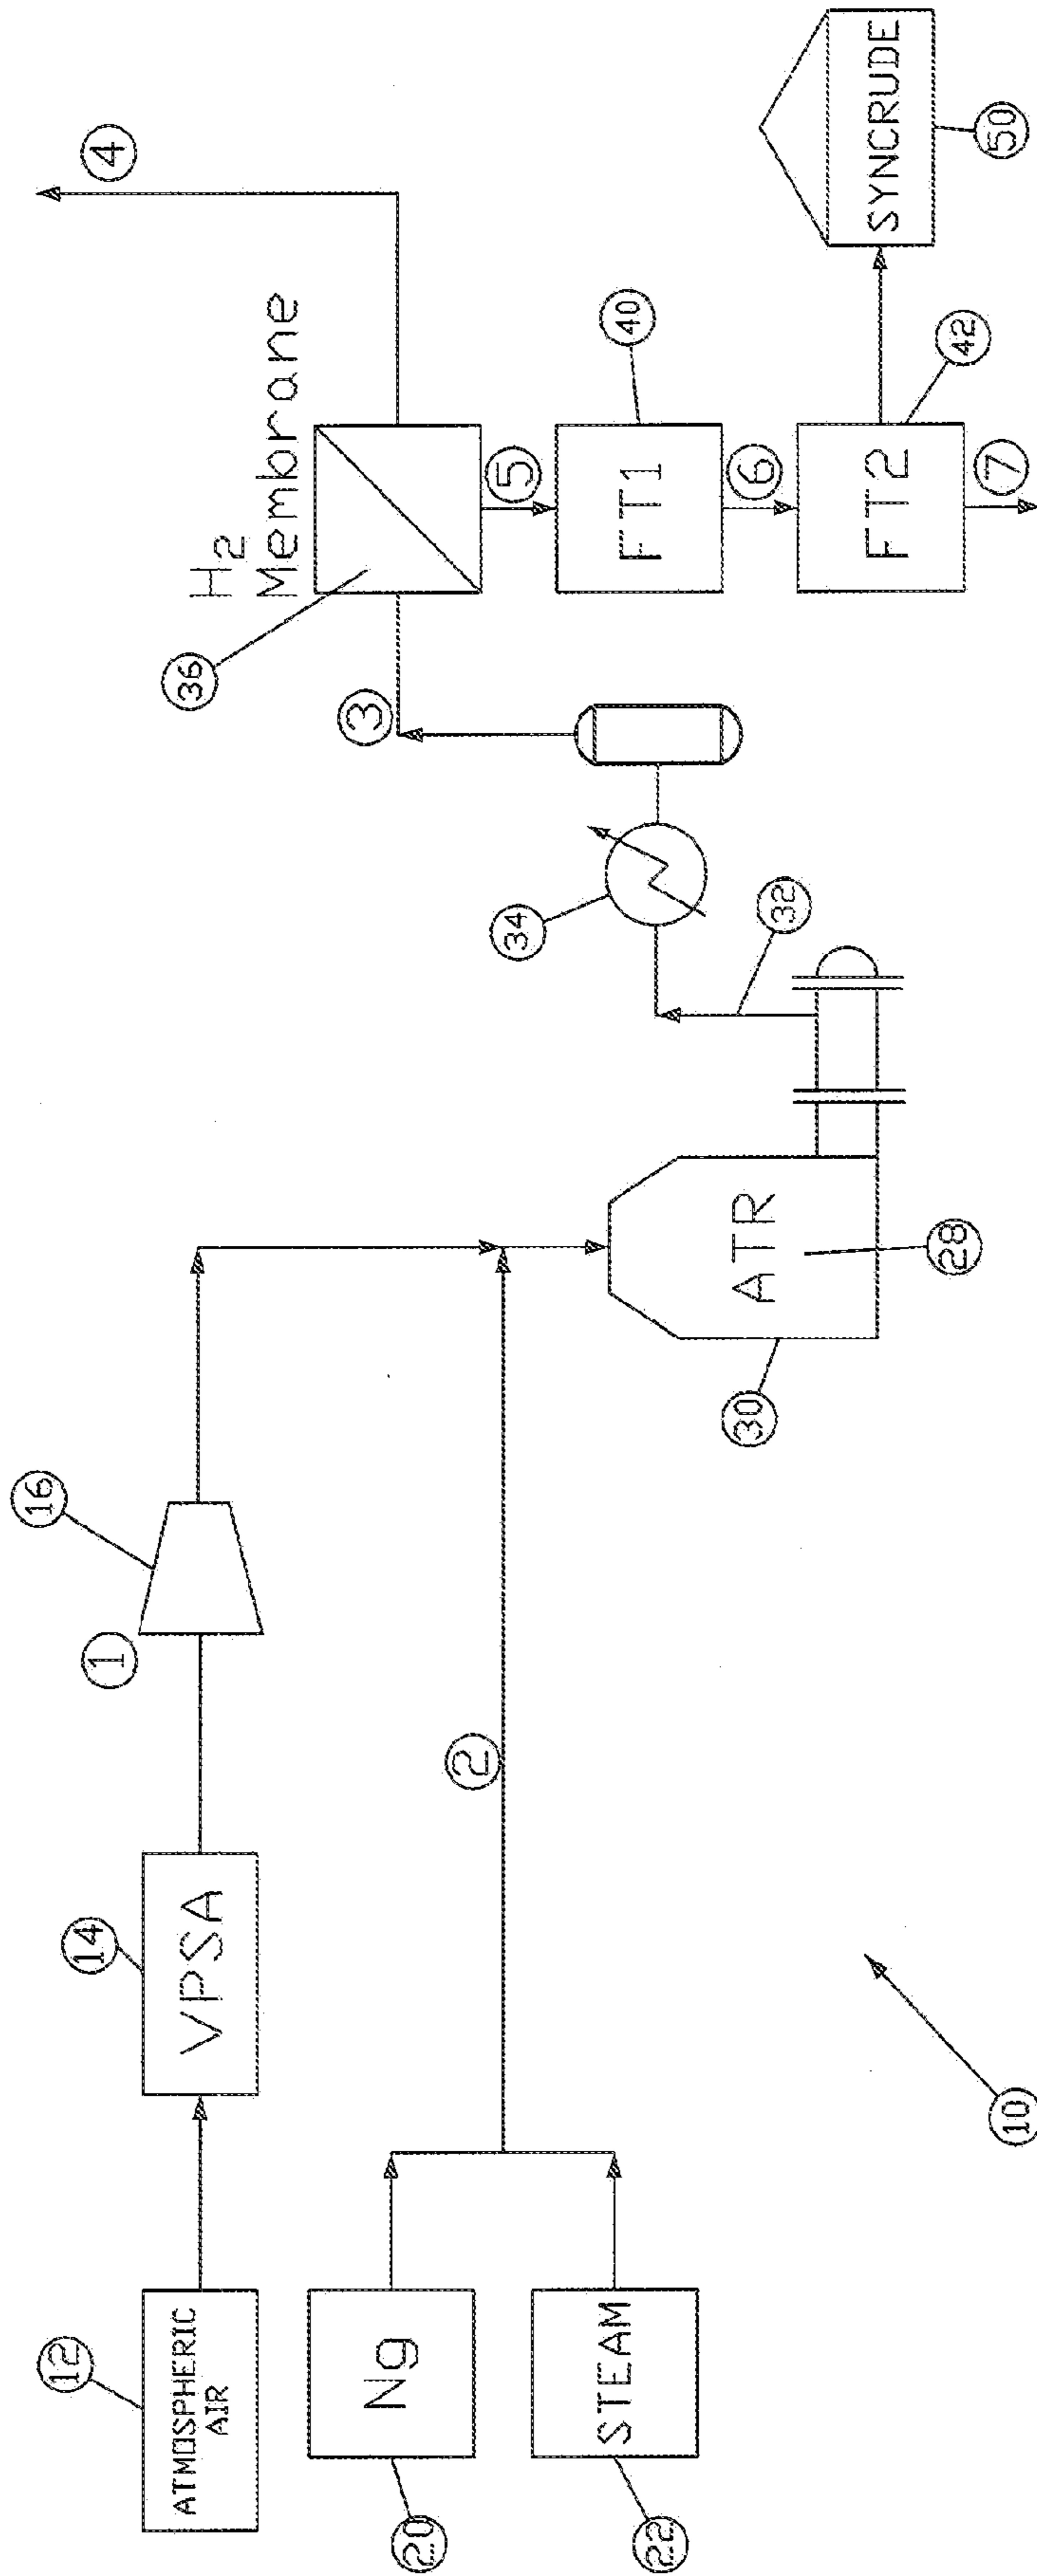 12
ATMOSPHERIC
AIR
14
VPSA
1
16
20
Ng
22
STEAM
2
10
30
ATR
28
32
34
3
36
H2
Membrane
4
5
FT1
40
6
FT2
42
7
SYNCRUDE
50